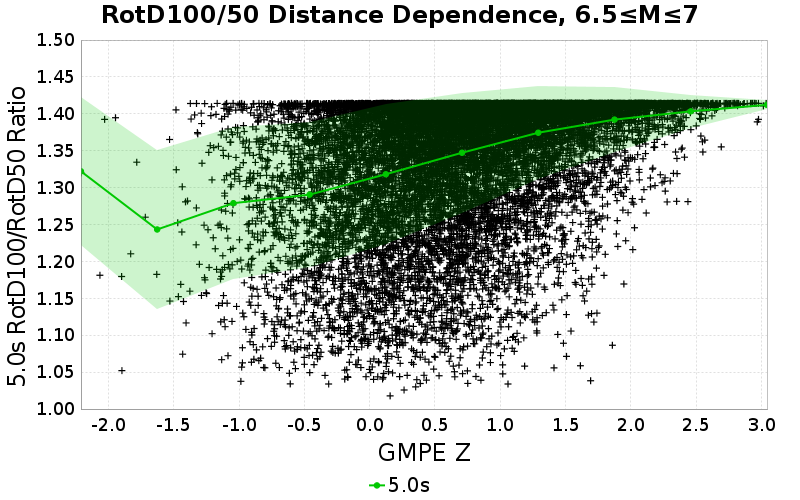 RotD100/50 Distance Dependence, 6.5≤M≤7
5.0s RotD100/RotD50 Ratio
1.50
1.45
1.40
1.35
1.30
1.25
1.20
1.15
1.10
1.05
1.00
-2.0 -1.5 -1.0 -0.5 0.0 0.5 1.0 1.5 2.0 2.5 3.0
GMPE Z
5.0s